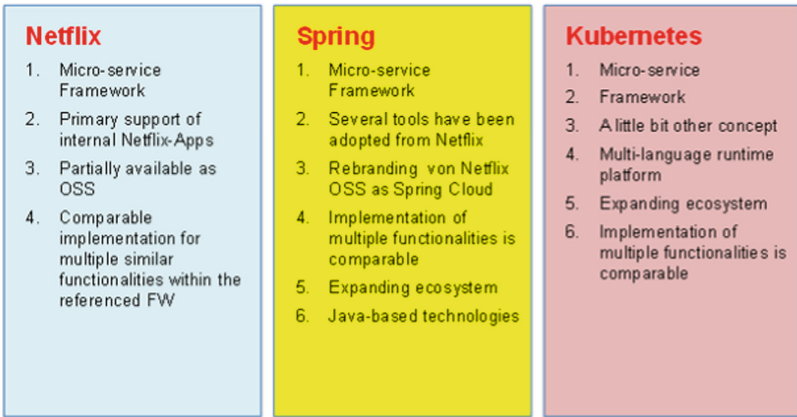 Netflix
1. Micro-service
Framework
2. Primary support of
internal Netflix-Apps
3. Partially available as
OSS
4. Comparable
implementation for
multiple similar
functionalities within the
referenced FW
Spring
1. Micro-service
Framework
2. Several tools have been
adopted from Netflix
3. Rebranding von Netflix
OSS as Spring Cloud
4. Implementation of
multiple functionalities is
comparable
5. Expanding ecosystem
6. Java-based technologies
Kubernetes
1. Micro-service
2. Framework
3. A little bit other concept
4. Multi-language runtime
platform
5. Expanding ecosystem
6. Implementation of
multiple functionalities is
comparable